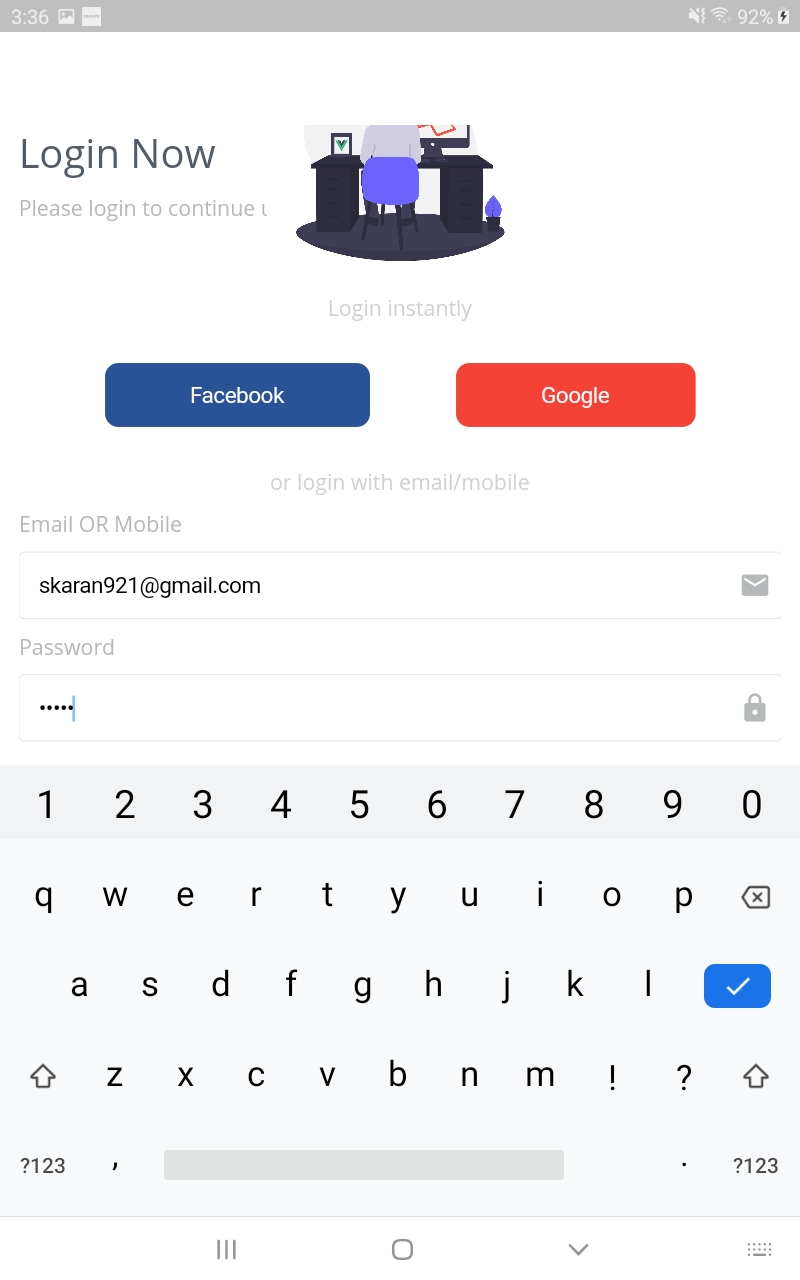 3:36 92%
Login Now
Please login to continue
Login instantly
Facebook Google
or login with email/mobile
Email OR Mobile
skaran921@gmail.com
Password
•••••
1 2 3 4 5 6 7 8 9 0
q w e r t y u i o p
a s d f g h j k l
z x c v b n m ! ?
?123 , . ?123